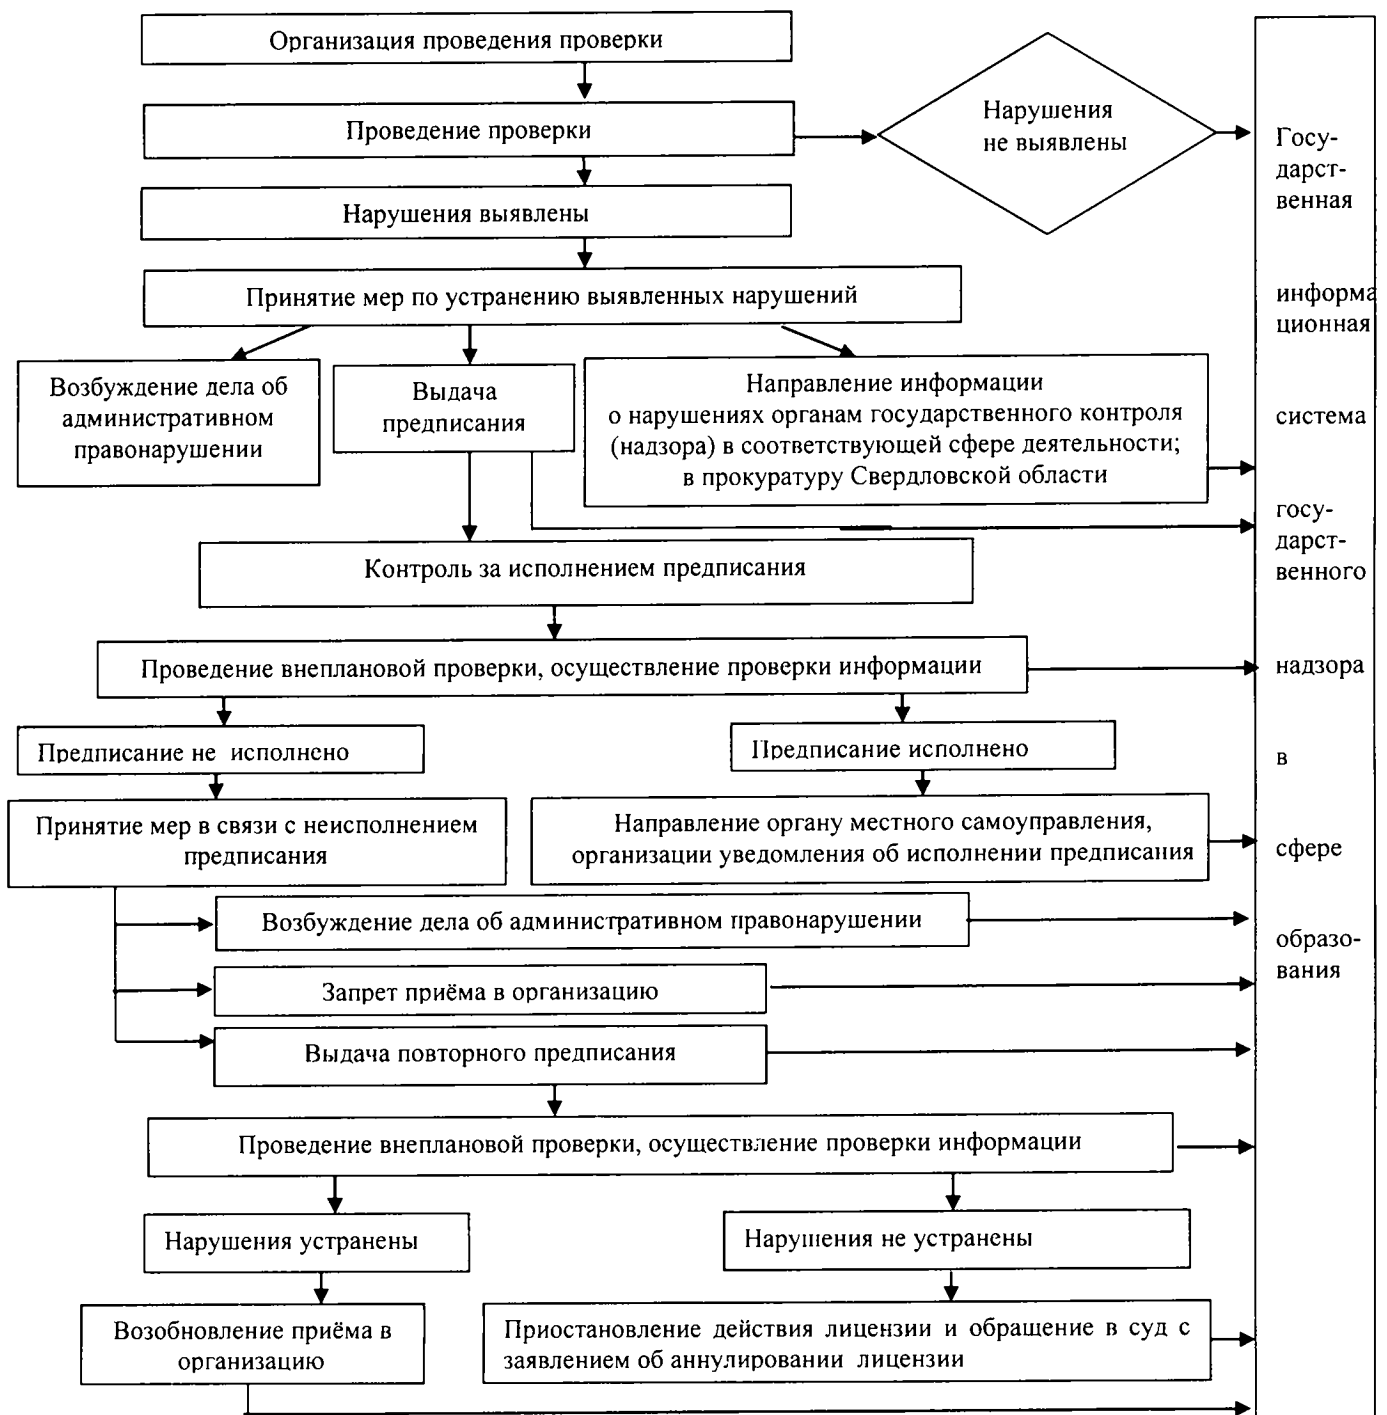 Организация проведения проверки
Проведение проверки
Нарушения
не выявлены
Нарушения выявлены
Принятие мер по устранению выявленных нарушений
Возбуждение дела об
административном
правонарушении
Выдача
предписания
Направление информации
о нарушениях органам государственного контроля
(надзора) в соответствующей сфере деятельности;
в прокуратуру Свердловской области
Контроль за исполнением предписания
Проведение внеплановой проверки, осуществление проверки информации
Предписание не исполнено
Предписание исполнено
Принятие мер в связи с неисполнением
предписания
Направление органу местного самоуправления,
организации уведомления об исполнении предписания
Возбуждение дела об административном правонарушении
Запрет приёма в организацию
Выдача повторного предписания
Проведение внеплановой проверки, осуществление проверки информации
Нарушения устранены
Нарушения не устранены
Возобновление приёма в
организацию
Приостановление действия лицензии и обращение в суд с
заявлением об аннулировании лицензии
Госу-
дарст-
венная
информа
ционная
система
госу-
дарст-
венного
надзора
в
сфере
образо-
вания